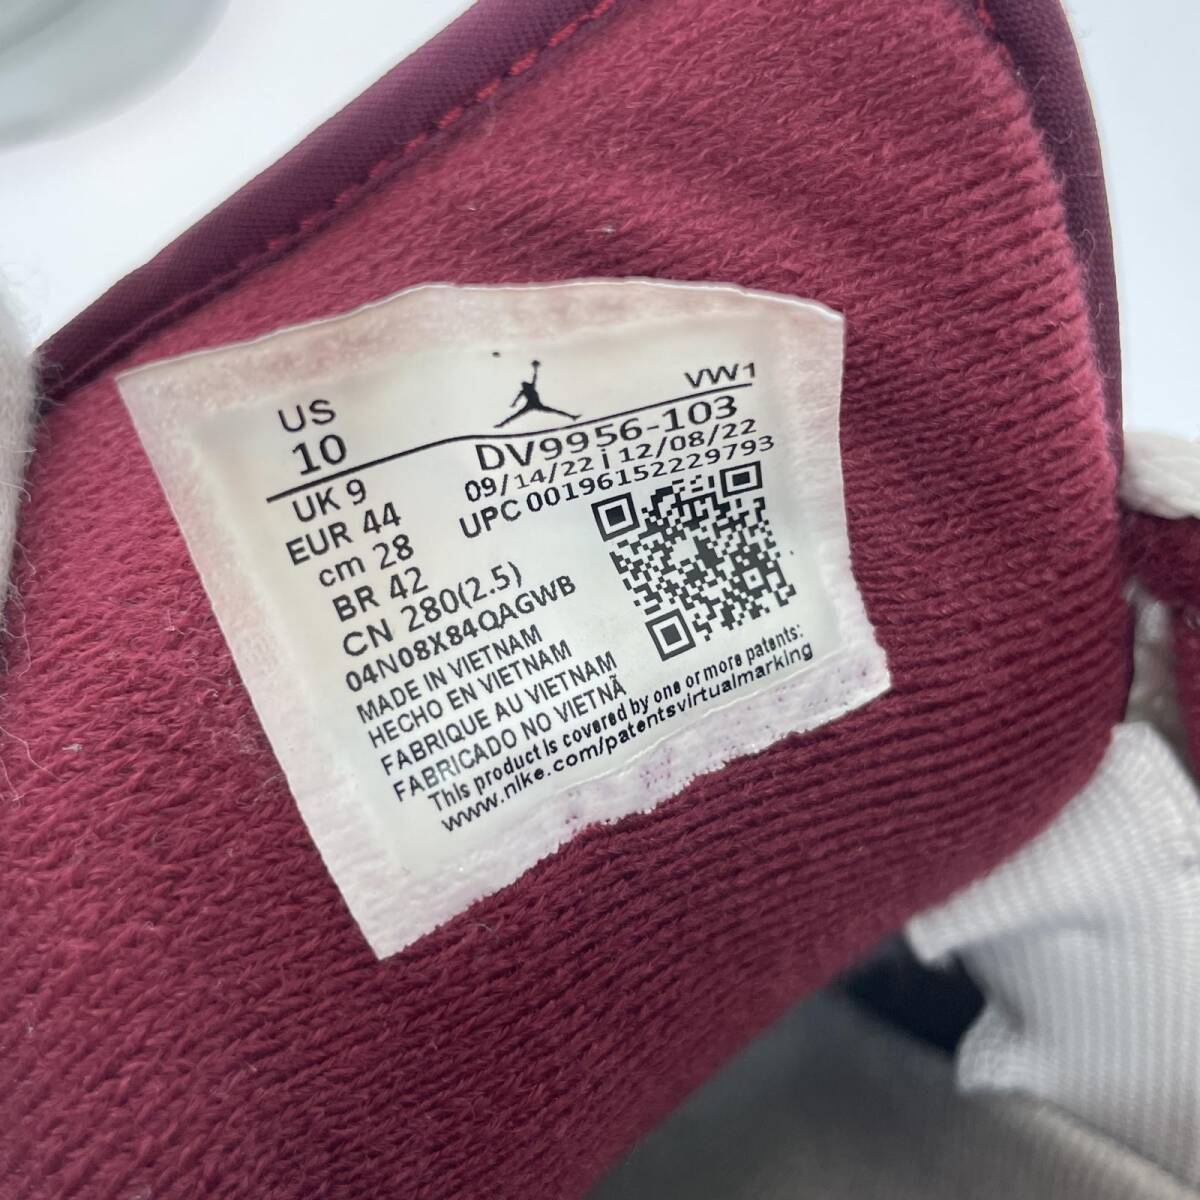 US
10
VW1
UK 9
EUR 44
cm 28
BR 42
CN 280(2.5)
DV9956-103
09/14/22 | 12/08/22
UPC 00196152229793
04N08X84QAGWB
MADE IN VIETNAM
HECHO EN VIETNAM
FABRIQUE AU VIETNAM
FABRICADO NO VIETNÃ
This product is covered by one or more patents:
www.nike.com/patentsvirtualmarking